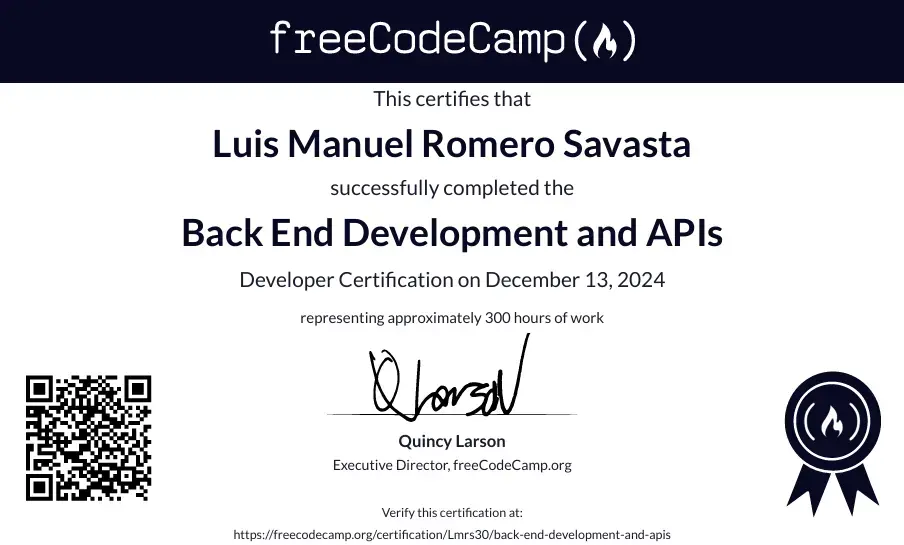 freeCodeCamp
This certifies that
Luis Manuel Romero Savasta
successfully completed the
Back End Development and APIs
Developer Certification on December 13, 2024
representing approximately 300 hours of work
QLarson
Quincy Larson
Executive Director, freeCodeCamp.org
Verify this certification at:
https://freecodecamp.org/certification/Lmrs30/back-end-development-and-apis